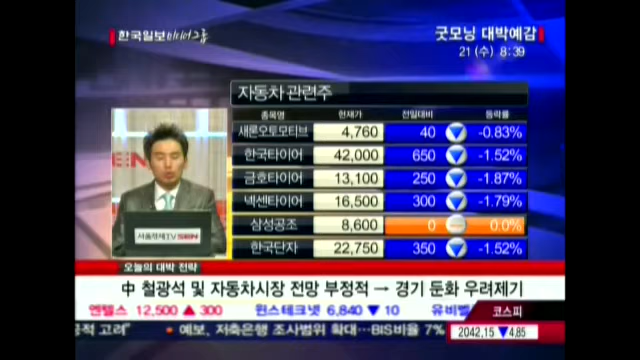 한국일보 미디어그룹
굿모닝 대박예감
21 (수) 8:39
자동차 관련주
종목명 현재가 전일대비 등락률
새론오토모티브 4,760 40 -0.83%
한국타이어 42,000 650 -1.52%
금호타이어 13,100 250 -1.87%
넥센타이어 16,500 300 -1.79%
삼성공조 8,600 0 0.0%
한국단자 22,750 350 -1.52%
서울경제TV SEN
오늘의 대박 전략
中 철광석 및 자동차시장 전망 부정적 → 경기 둔화 우려제기
엔텔스 12,500 ▲ 300 윈스테크넷 6,840 ▼ 10 유비벨
코스피
적 고려" 예보, 저축은행 조사범위 확대…BIS비율 7%
2042.15 ▼4.85